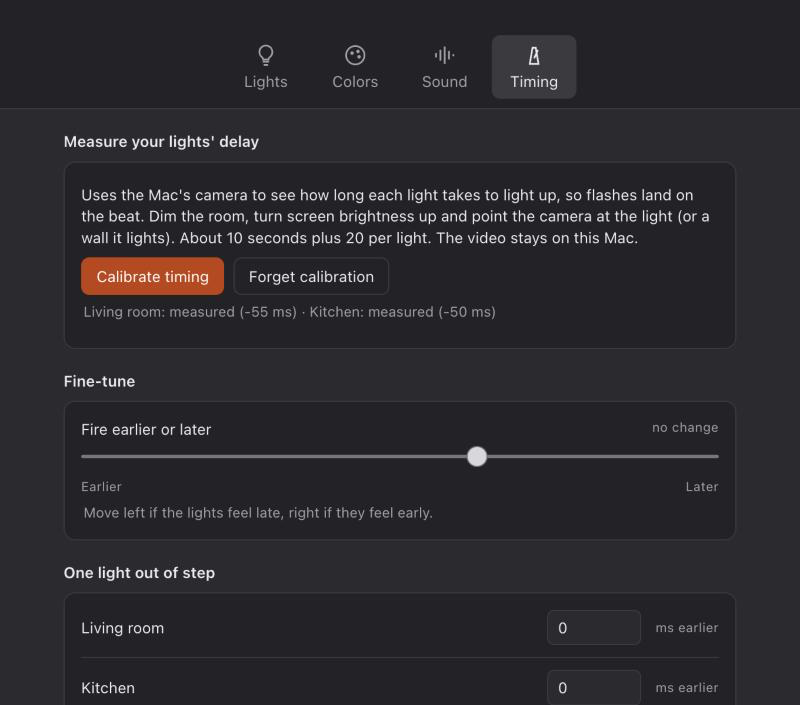 Lights
Colors
Sound
Timing
Measure your lights' delay
Uses the Mac's camera to see how long each light takes to light up, so flashes land on
the beat. Dim the room, turn screen brightness up and point the camera at the light (or a
wall it lights). About 10 seconds plus 20 per light. The video stays on this Mac.
Calibrate timing
Forget calibration
Living room: measured (-55 ms) · Kitchen: measured (-50 ms)
Fine-tune
Fire earlier or later
no change
Earlier
Later
Move left if the lights feel late, right if they feel early.
One light out of step
Living room
0
ms earlier
Kitchen
0
ms earlier